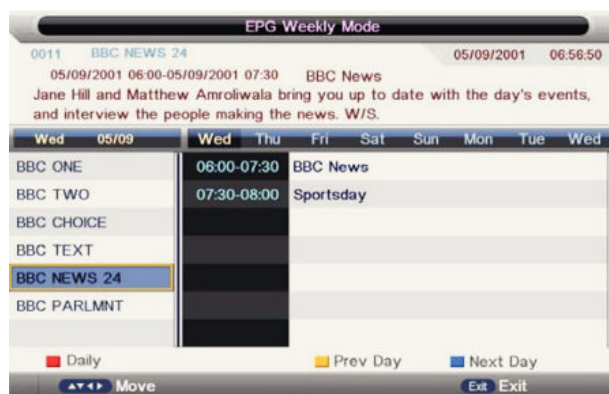 EPG Weekly Mode
0011 BBC NEWS 24 05/09/2001 06:56:50
05/09/2001 06:00-05/09/2001 07:30 BBC News
Jane Hill and Matthew Amroliwala bring you up to date with the day's events,
and interview the people making the news. W/S.
Wed 05/09 Wed Thu Fri Sat Sun Mon Tue Wed
BBC ONE 06:00-07:30 BBC News
BBC TWO 07:30-08:00 Sportsday
BBC CHOICE
BBC TEXT
BBC NEWS 24
BBC PARLMNT
Daily Prev Day Next Day
Move Exit Exit